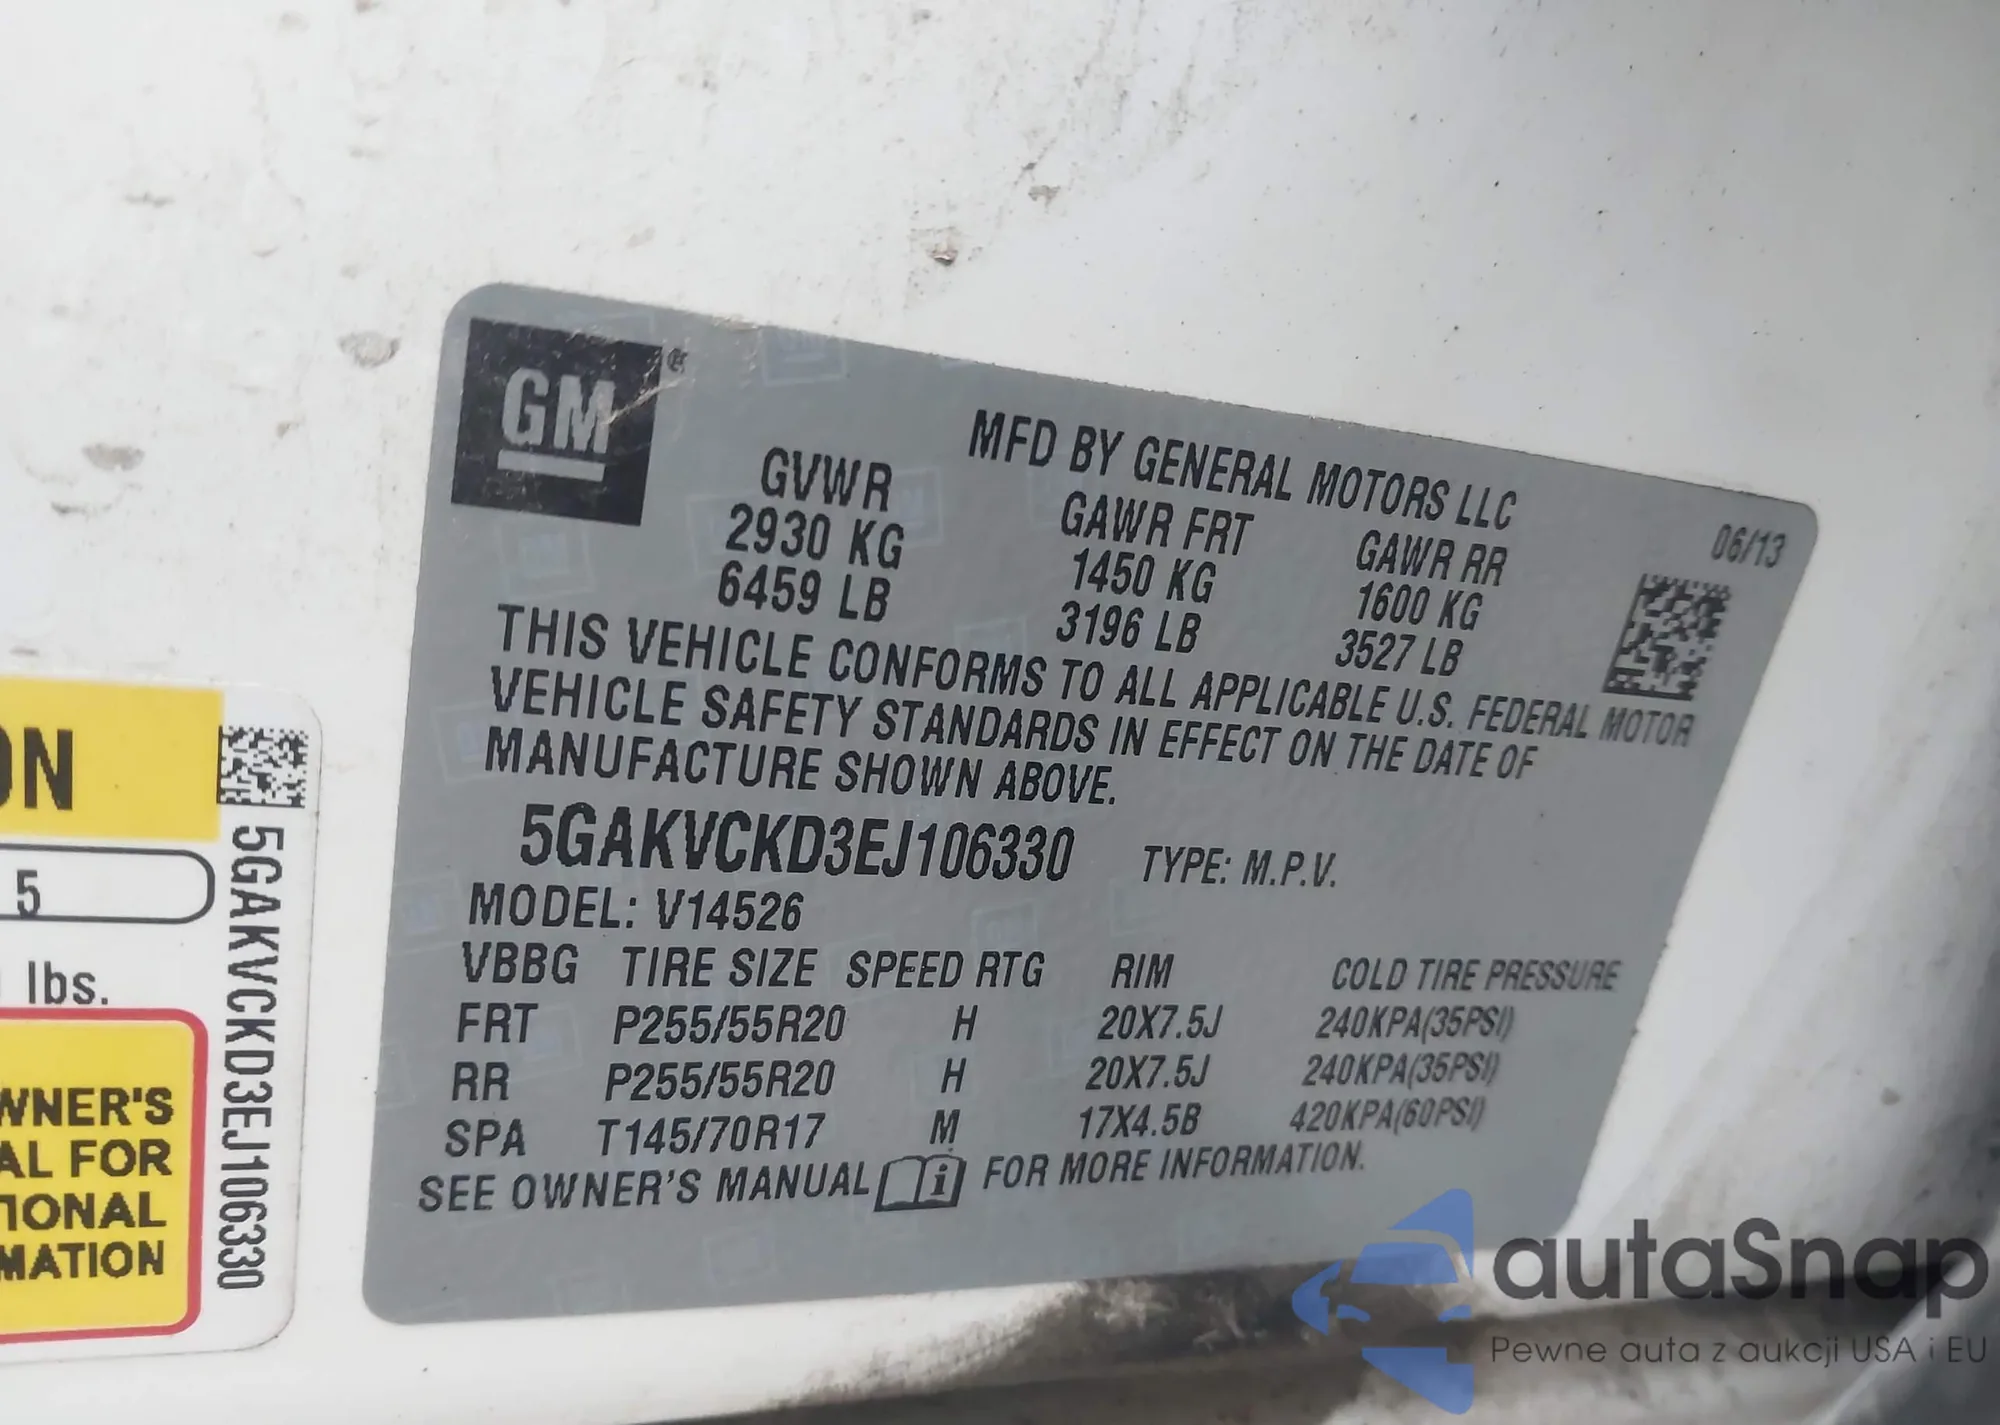 GM®
MFD BY GENERAL MOTORS LLC
06/13
GVWR GAWR FRT GAWR RR
2930 KG 1450 KG 1600 KG
6459 LB 3196 LB 3527 LB
THIS VEHICLE CONFORMS TO ALL APPLICABLE U.S. FEDERAL MOTOR
VEHICLE SAFETY STANDARDS IN EFFECT ON THE DATE OF
MANUFACTURE SHOWN ABOVE.
5GAKVCKD3EJ106330 TYPE: M.P.V.
MODEL: V14526
VBBG TIRE SIZE SPEED RTG RIM COLD TIRE PRESSURE
FRT P255/55R20 H 20X7.5J 240KPA(35PSI)
RR P255/55R20 H 20X7.5J 240KPA(35PSI)
SPA T145/70R17 M 17X4.5B 420KPA(60PSI)
SEE OWNER'S MANUAL i FOR MORE INFORMATION.
ON
5
lbs.
WNER'S
AL FOR
TIONAL
MATION
5GAKVCKD3EJ106330
autaSnap
Pewne auta z aukcji USA i EU